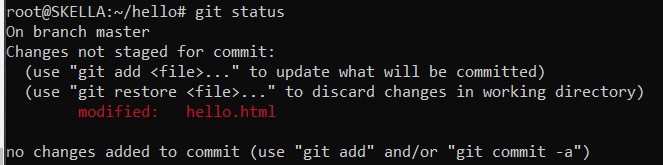 root@SKELLA:~/hello# git status
On branch master
Changes not staged for commit:
  (use "git add <file>..." to update what will be committed)
  (use "git restore <file>..." to discard changes in working directory)
        modified:   hello.html

no changes added to commit (use "git add" and/or "git commit -a")